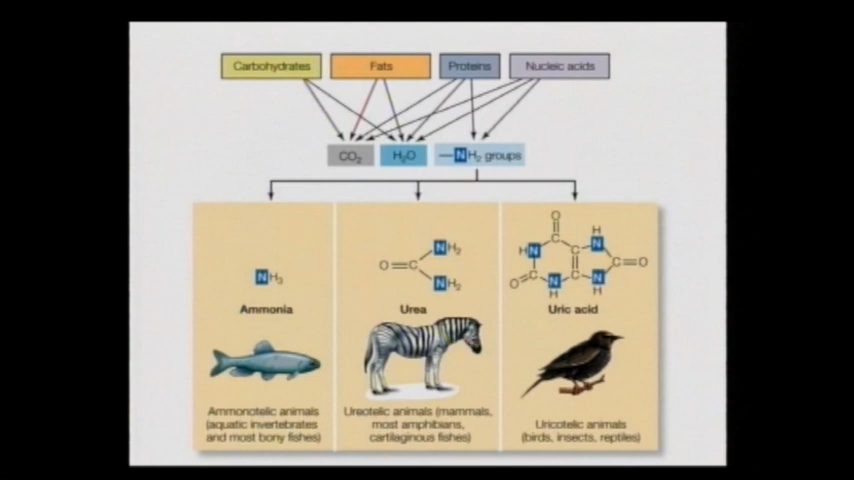 Carbohydrates Fats Proteins Nucleic acids
CO₂ H₂O —NH₂ groups
NH₃
O=C NH₂ NH₂
O C HN C C N H C=O O C N H C N H
Ammonia Urea Uric acid
Ammonotelic animals
(aquatic invertebrates
and most bony fishes)
Ureotelic animals (mammals,
most amphibians,
cartilaginous fishes)
Uricotelic animals
(birds, insects, reptiles)